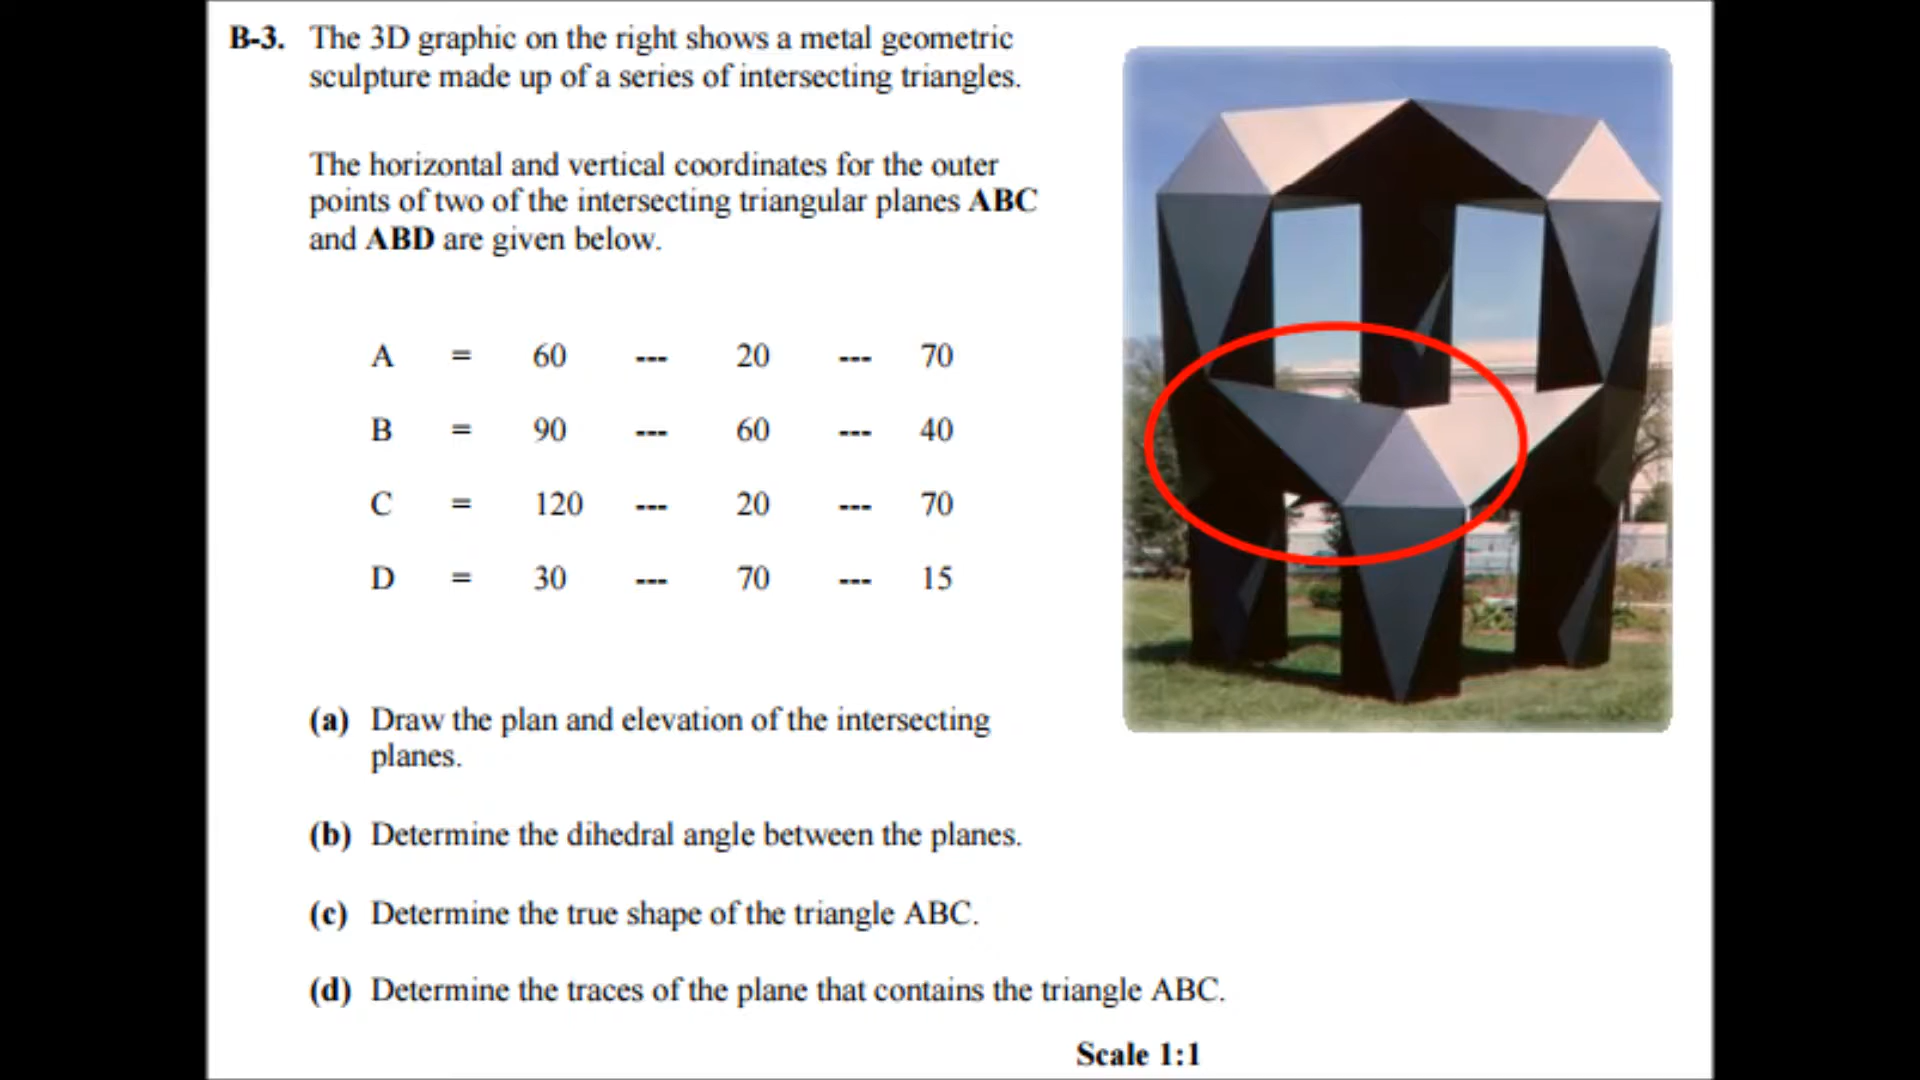 B-3. The 3D graphic on the right shows a metal geometric
sculpture made up of a series of intersecting triangles.
The horizontal and vertical coordinates for the outer
points of two of the intersecting triangular planes ABC
and ABD are given below.
A = 60 --- 20 --- 70
B = 90 --- 60 --- 40
C = 120 --- 20 --- 70
D = 30 --- 70 --- 15
(a) Draw the plan and elevation of the intersecting
planes.
(b) Determine the dihedral angle between the planes.
(c) Determine the true shape of the triangle ABC.
(d) Determine the traces of the plane that contains the triangle ABC.
Scale 1:1